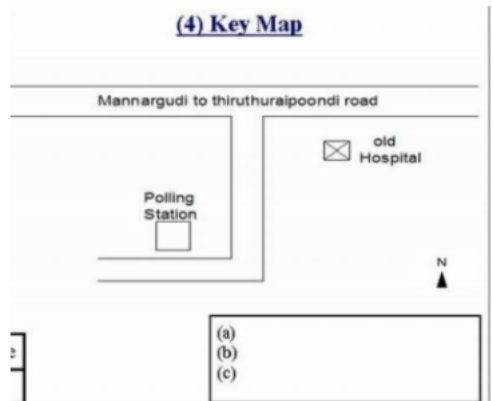 (4) Key Map
Mannargudi to thiruthuraipoondi road
old
Hospital
Polling
Station
N
(a)
(b)
(c)